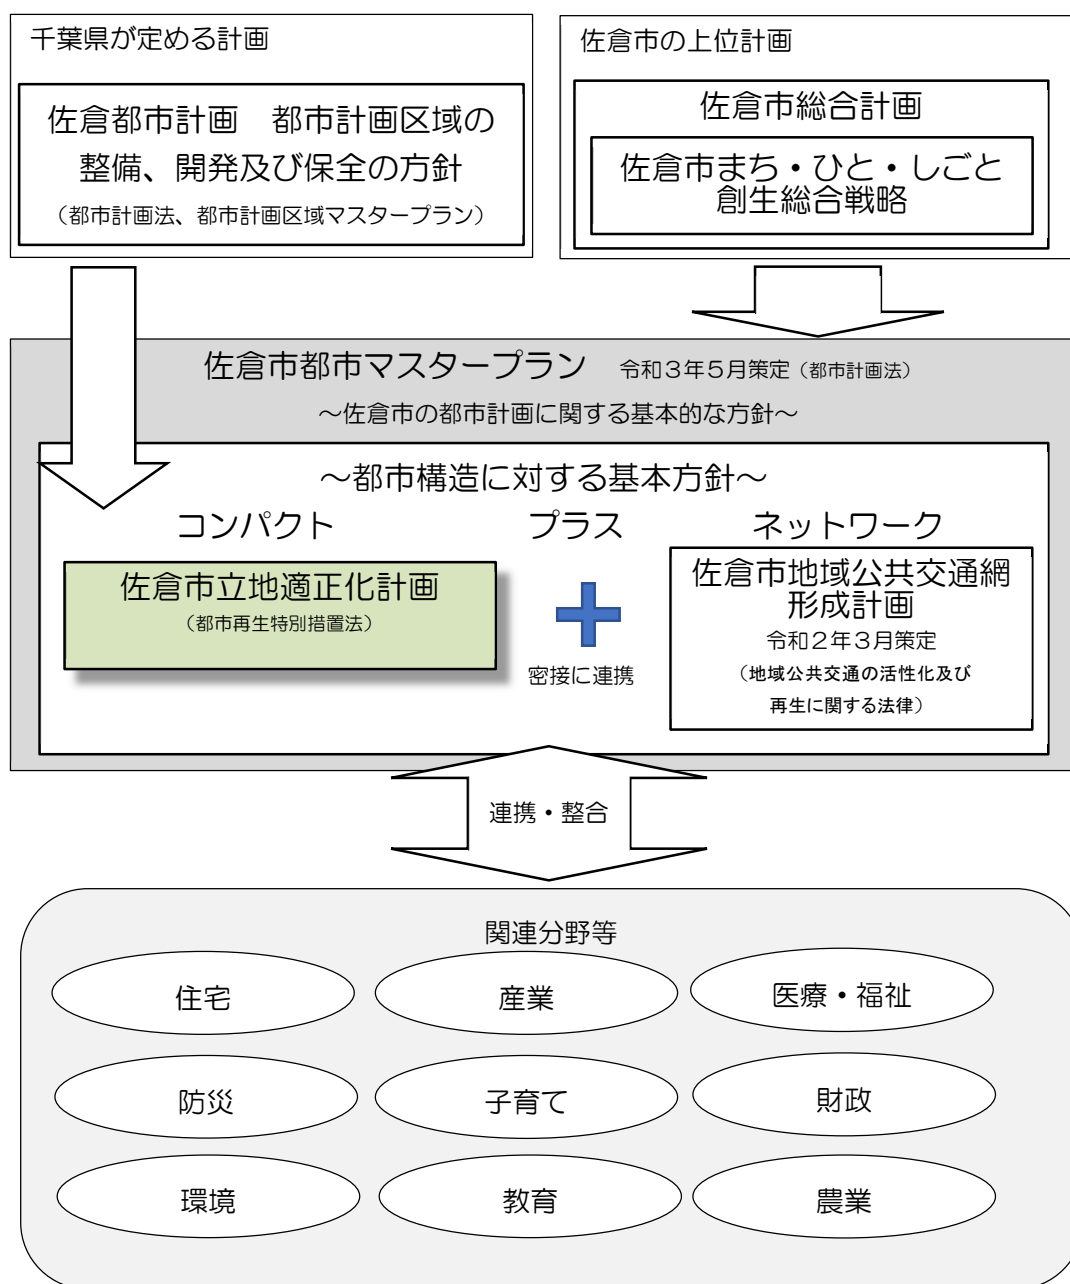 千葉県が定める計画
佐倉都市計画　都市計画区域の
整備、開発及び保全の方針
（都市計画法、都市計画区域マスタープラン）
佐倉市の上位計画
佐倉市総合計画
佐倉市まち・ひと・しごと
創生総合戦略
佐倉市都市マスタープラン　令和３年５月策定（都市計画法）
～佐倉市の都市計画に関する基本的な方針～
～都市構造に対する基本方針～
コンパクト
プラス
ネットワーク
佐倉市立地適正化計画
（都市再生特別措置法）
密接に連携
佐倉市地域公共交通網
形成計画
令和２年３月策定
（地域公共交通の活性化及び
再生に関する法律）
連携・整合
関連分野等
住宅
産業
医療・福祉
防災
子育て
財政
環境
教育
農業